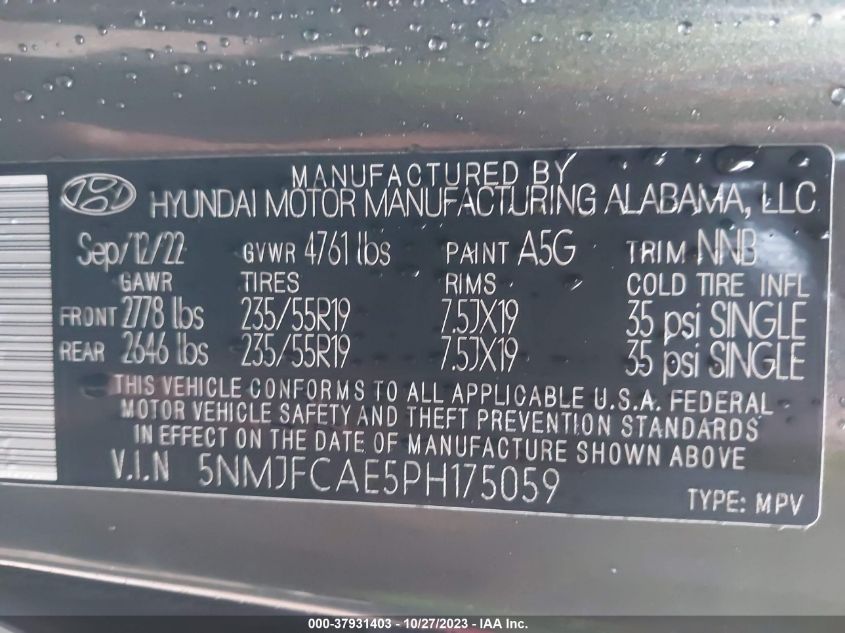 MANUFACTURED BY
HYUNDAI MOTOR MANUFACTURING ALABAMA, LLC
Sep/12/22 GVWR 4761 lbs PAINT A5G TRIM NNB
GAWR TIRES RIMS COLD TIRE INFL
FRONT 2778 lbs 235/55R19 7.5JX19 35 psi SINGLE
REAR 2646 lbs 235/55R19 7.5JX19 35 psi SINGLE
THIS VEHICLE CONFORMS TO ALL APPLICABLE U.S.A. FEDERAL
MOTOR VEHICLE SAFETY AND THEFT PREVENTION STANDARDS
IN EFFECT ON THE DATE OF MANUFACTURE SHOWN ABOVE
V.I.N 5NMJFCAE5PH175059
TYPE: MPV
000-37931403 - 10/27/2023 - IAA Inc.